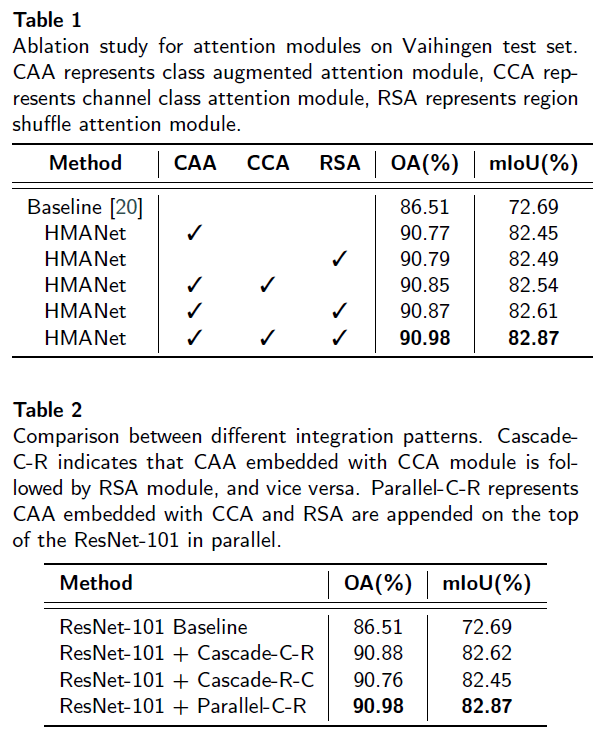 Table 1
Ablation study for attention modules on Vaihingen test set.
CAA represents class augmented attention module, CCA rep-
resents channel class attention module, RSA represents region
shuffle attention module.
Method CAA CCA RSA OA(%) mIoU(%)
Baseline [20] 86.51 72.69
HMANet ✓ 90.77 82.45
HMANet ✓ 90.79 82.49
HMANet ✓ ✓ 90.85 82.54
HMANet ✓ ✓ 90.87 82.61
HMANet ✓ ✓ ✓ 90.98 82.87
Table 2
Comparison between different integration patterns. Cascade-
C-R indicates that CAA embedded with CCA module is fol-
lowed by RSA module, and vice versa. Parallel-C-R represents
CAA embedded with CCA and RSA are appended on the top
of the ResNet-101 in parallel.
Method OA(%) mIoU(%)
ResNet-101 Baseline 86.51 72.69
ResNet-101 + Cascade-C-R 90.88 82.62
ResNet-101 + Cascade-R-C 90.76 82.45
ResNet-101 + Parallel-C-R 90.98 82.87